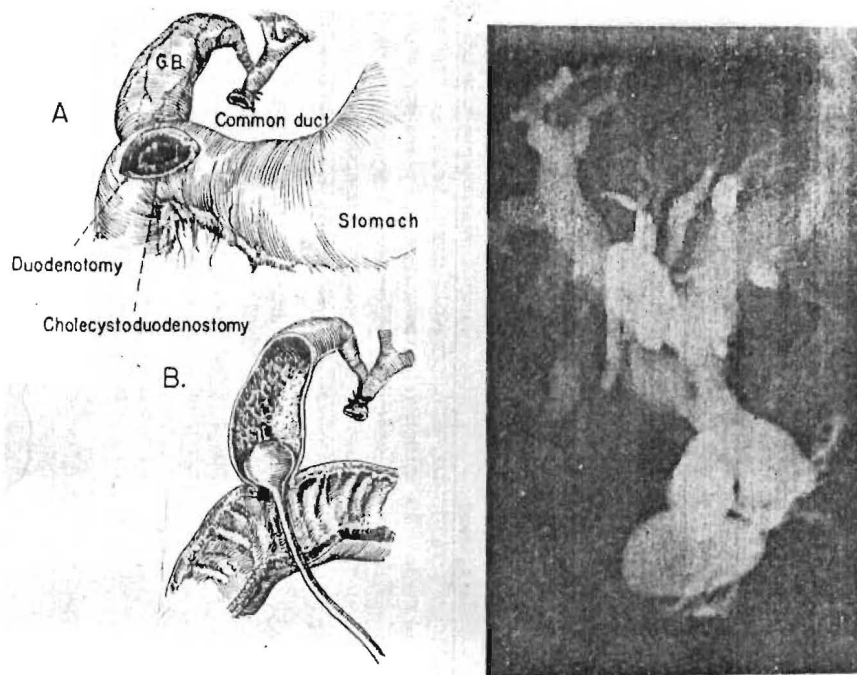 A
G.B.
Common duct
Stomach
Duodenotomy
Cholecystoduodenostomy
B.